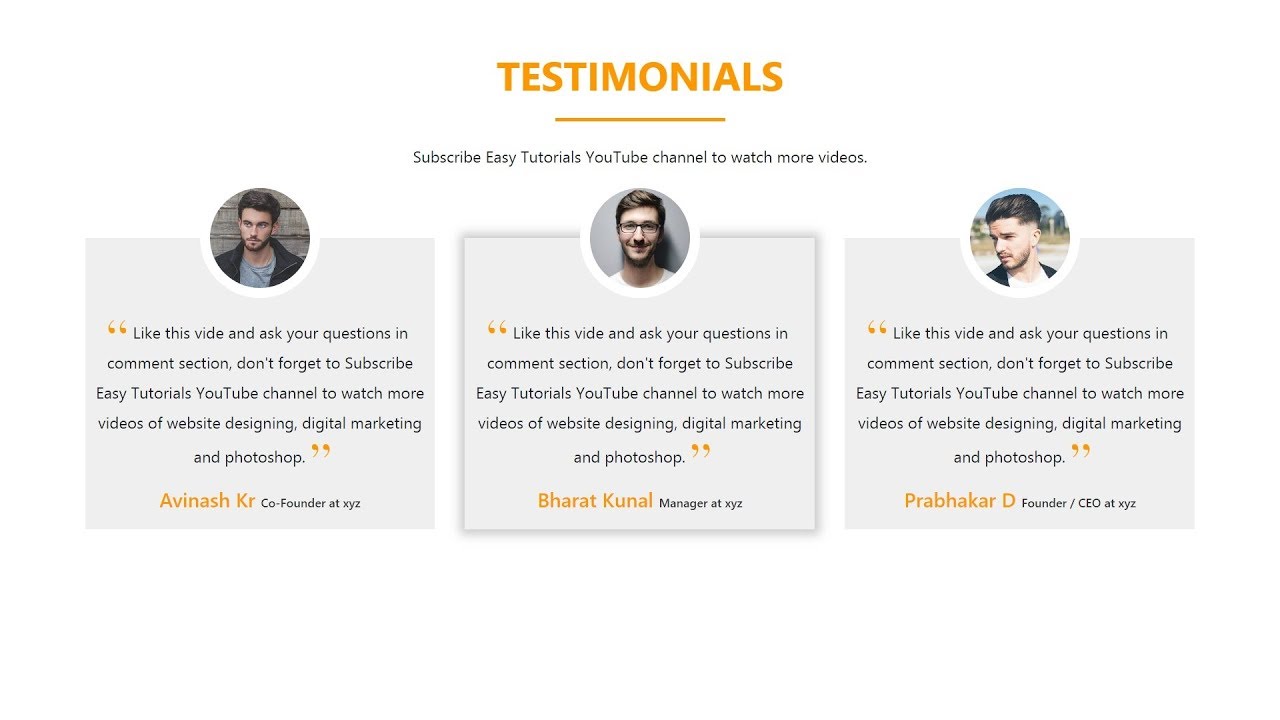 TESTIMONIALS
Subscribe Easy Tutorials YouTube channel to watch more videos.
“ Like this vide and ask your questions in
comment section, don't forget to Subscribe
Easy Tutorials YouTube channel to watch more
videos of website designing, digital marketing
and photoshop. ”
Avinash Kr Co-Founder at xyz
“ Like this vide and ask your questions in
comment section, don't forget to Subscribe
Easy Tutorials YouTube channel to watch more
videos of website designing, digital marketing
and photoshop. ”
Bharat Kunal Manager at xyz
“ Like this vide and ask your questions in
comment section, don't forget to Subscribe
Easy Tutorials YouTube channel to watch more
videos of website designing, digital marketing
and photoshop. ”
Prabhakar D Founder / CEO at xyz